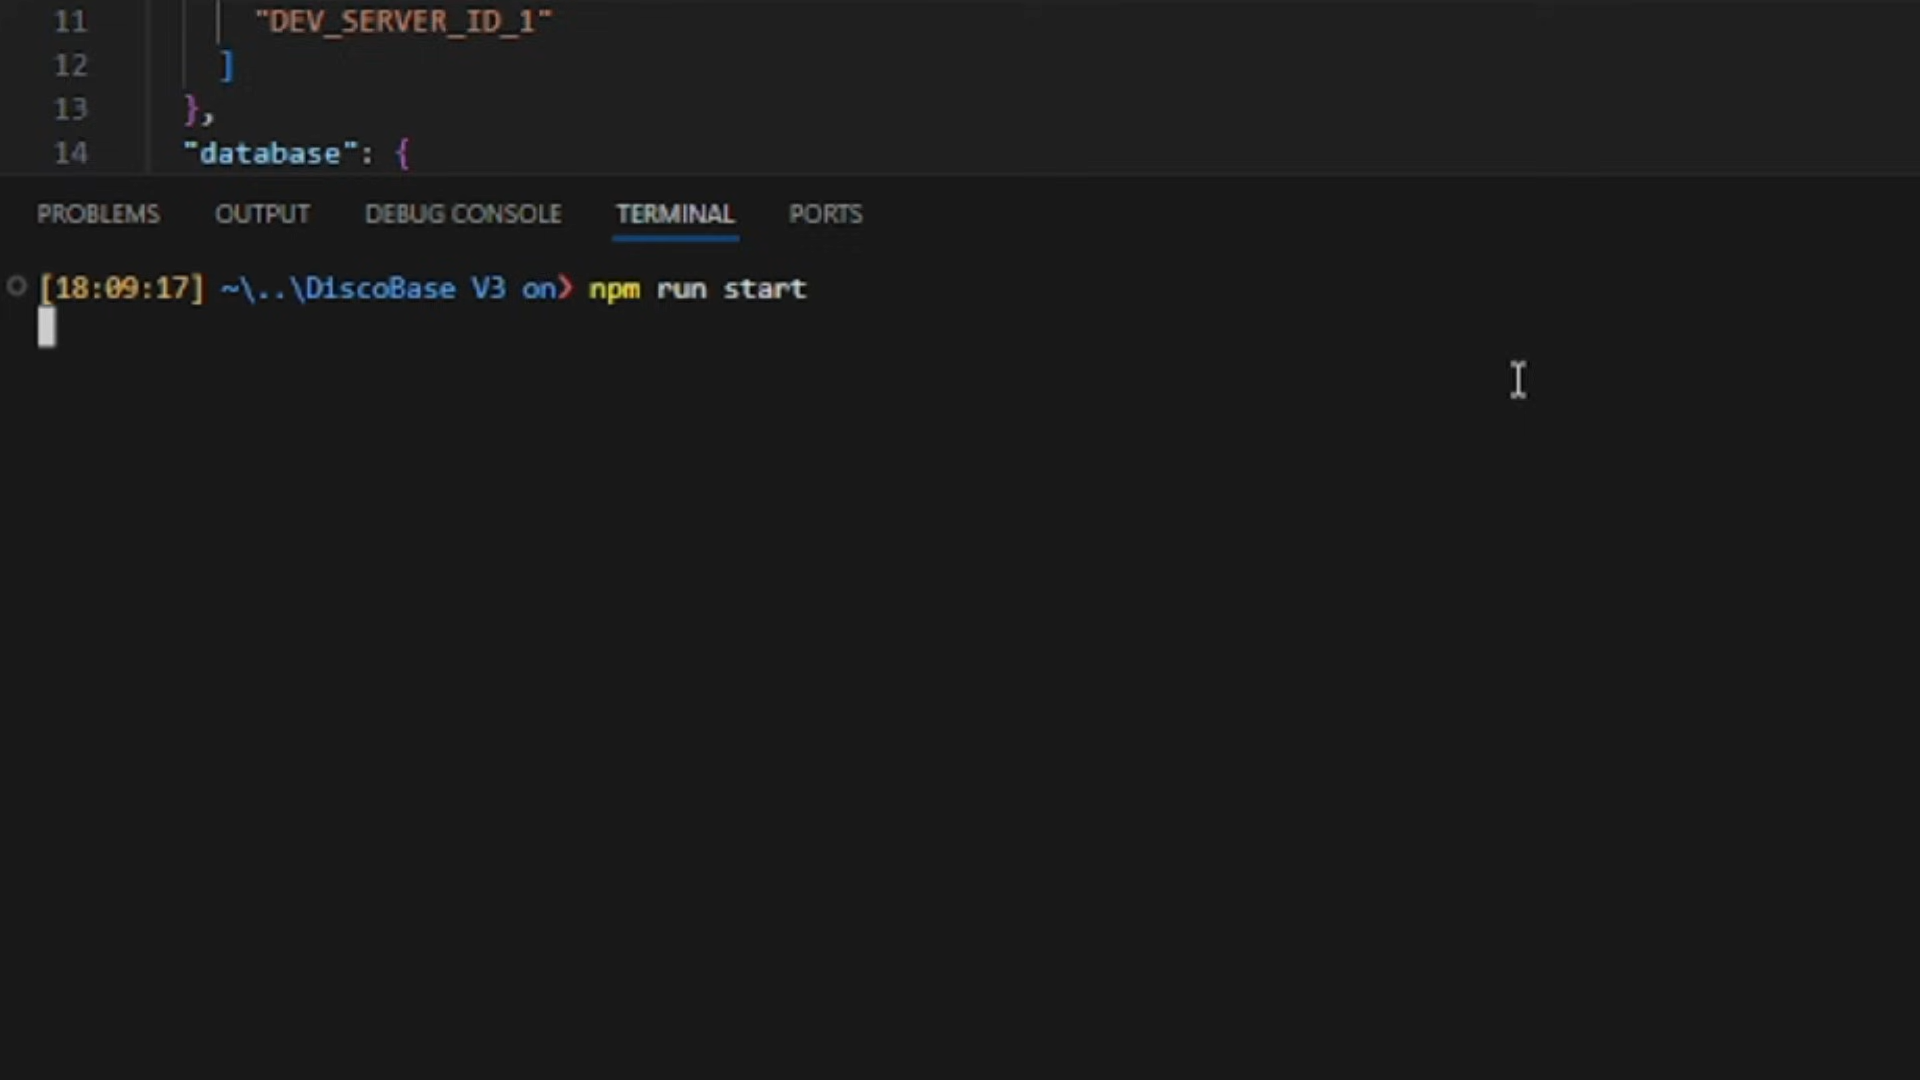 11 "DEV_SERVER_ID_1"
12 ]
13 },
14 "database": {
PROBLEMS OUTPUT DEBUG CONSOLE TERMINAL PORTS
[18:09:17] ~\..\DiscoBase V3 on❯ npm run start